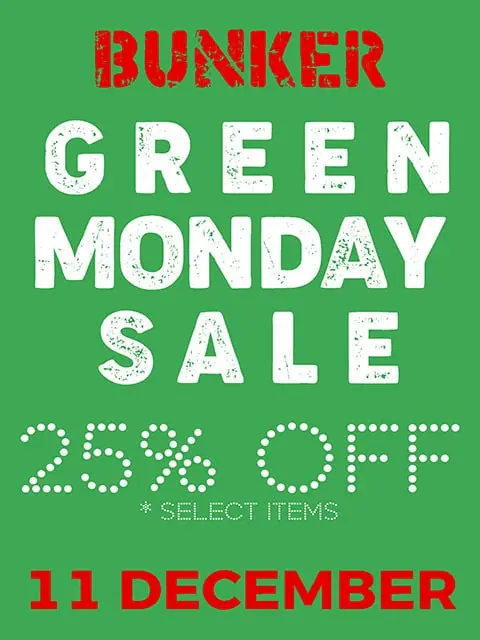 BUNKER
GREEN
MONDAY
SALE
25% OFF
* SELECT ITEMS
11 DECEMBER